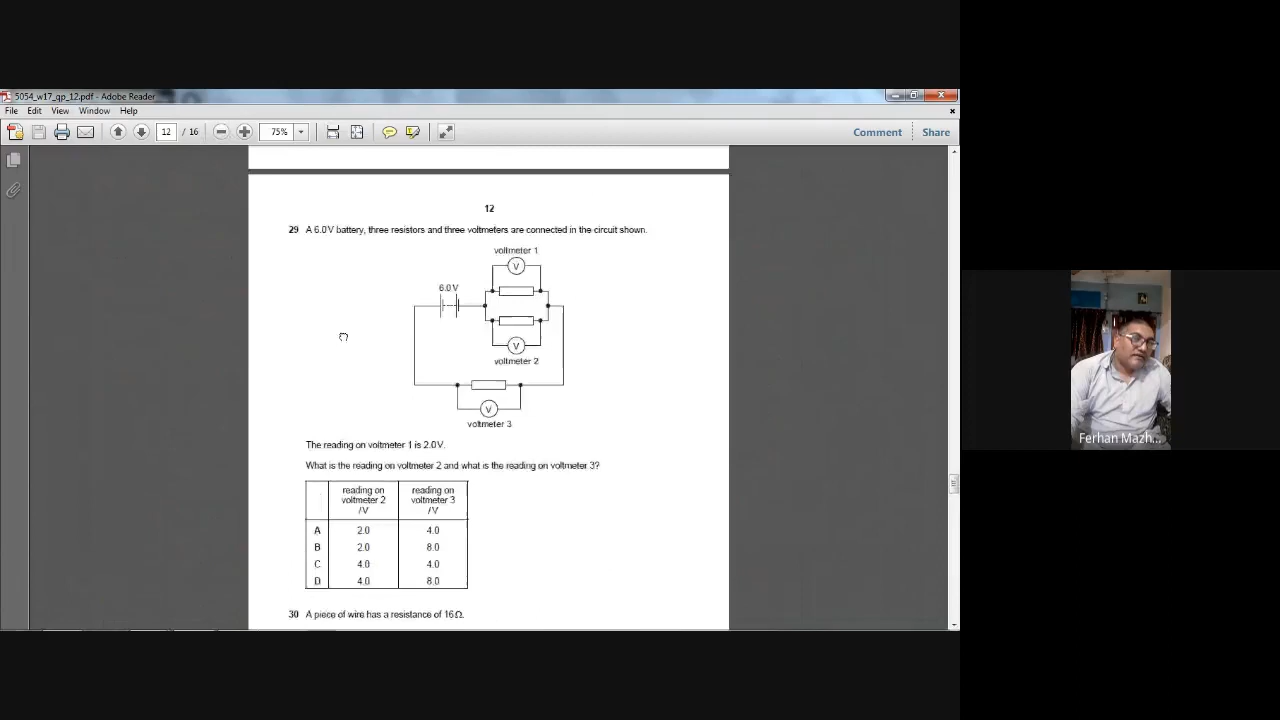 5054_w17_qp_12.pdf - Adobe Reader
File Edit View Window Help
12 / 16 75% Comment Share
12
29 A 6.0V battery, three resistors and three voltmeters are connected in the circuit shown.
voltmeter 1
V
6.0V
V
voltmeter 2
V
voltmeter 3
The reading on voltmeter 1 is 2.0V.
What is the reading on voltmeter 2 and what is the reading on voltmeter 3?
reading on voltmeter 2 /V reading on voltmeter 3 /V
A 2.0 4.0
B 2.0 8.0
C 4.0 4.0
D 4.0 8.0
30 A piece of wire has a resistance of 16Ω.
Ferhan Mazh...